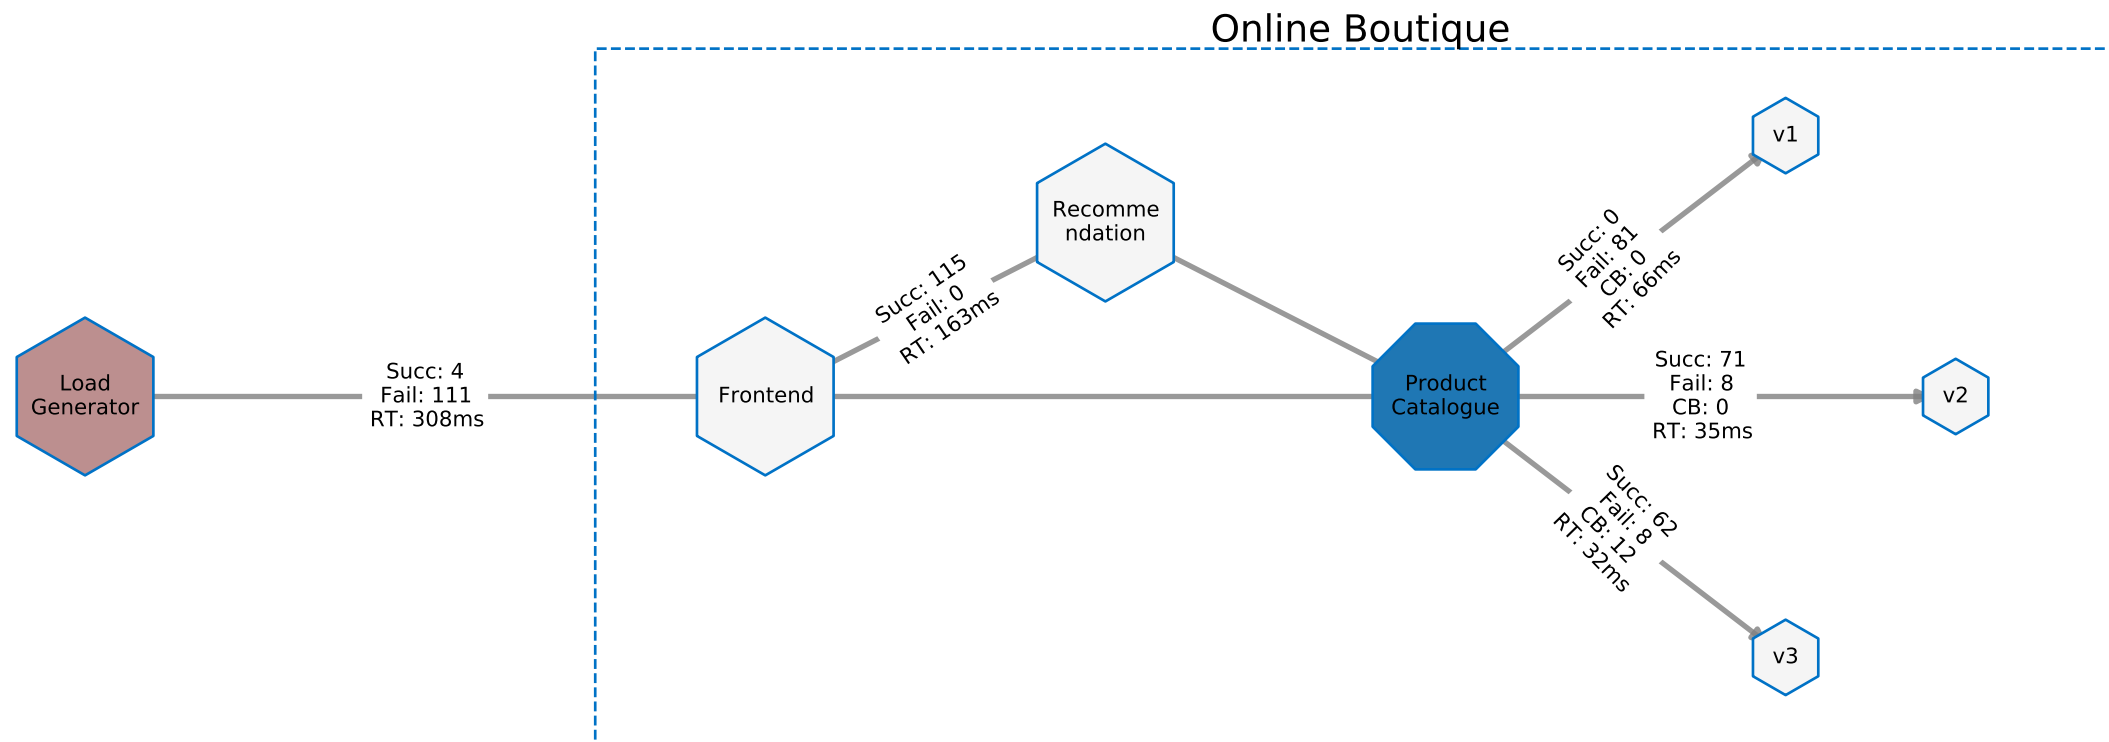 Online Boutique
Load
Generator
Succ: 4
Fail: 111
RT: 308ms
Frontend
Succ: 115
Fail: 0
RT: 163ms
Recomme
ndation
Product
Catalogue
Succ: 0
Fail: 81
CB: 0
RT: 66ms
v1
Succ: 71
Fail: 8
CB: 0
RT: 35ms
v2
Succ: 62
Fail: 8
CB: 12
RT: 32ms
v3